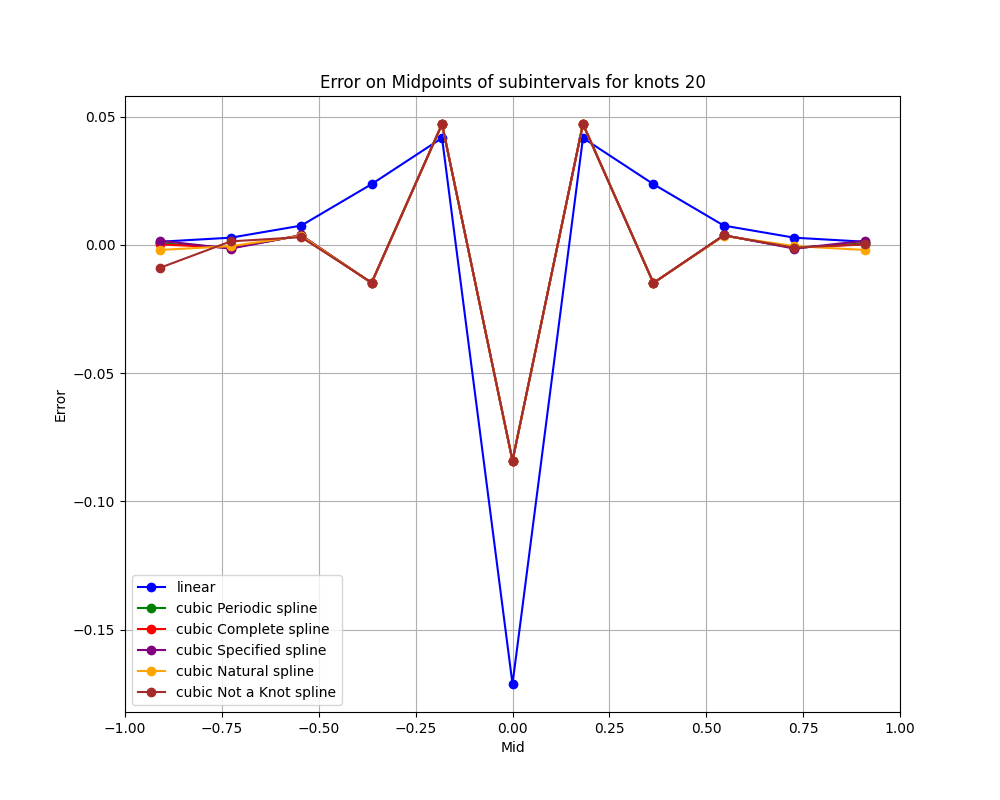 Error on Midpoints of subintervals for knots 20
Error
0.05
0.00
−0.05
−0.10
−0.15
linear
cubic Periodic spline
cubic Complete spline
cubic Specified spline
cubic Natural spline
cubic Not a Knot spline
−1.00 −0.75 −0.50 −0.25 0.00 0.25 0.50 0.75 1.00
Mid